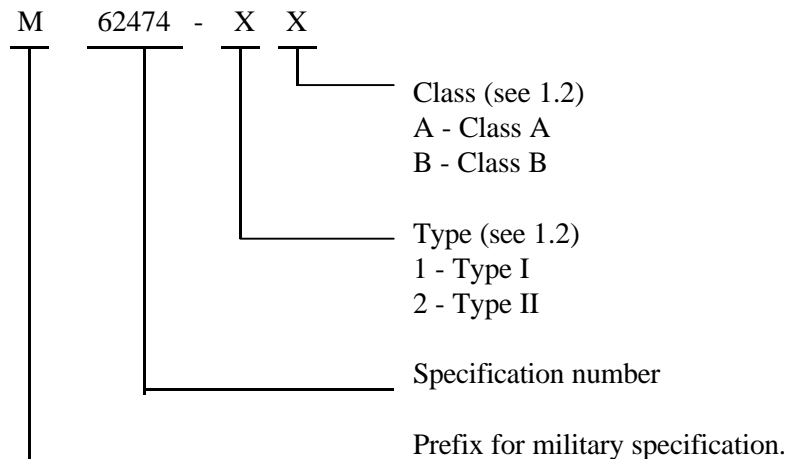 M 62474 - X X
Class (see 1.2)
A - Class A
B - Class B
Type (see 1.2)
1 - Type I
2 - Type II
Specification number
Prefix for military specification.